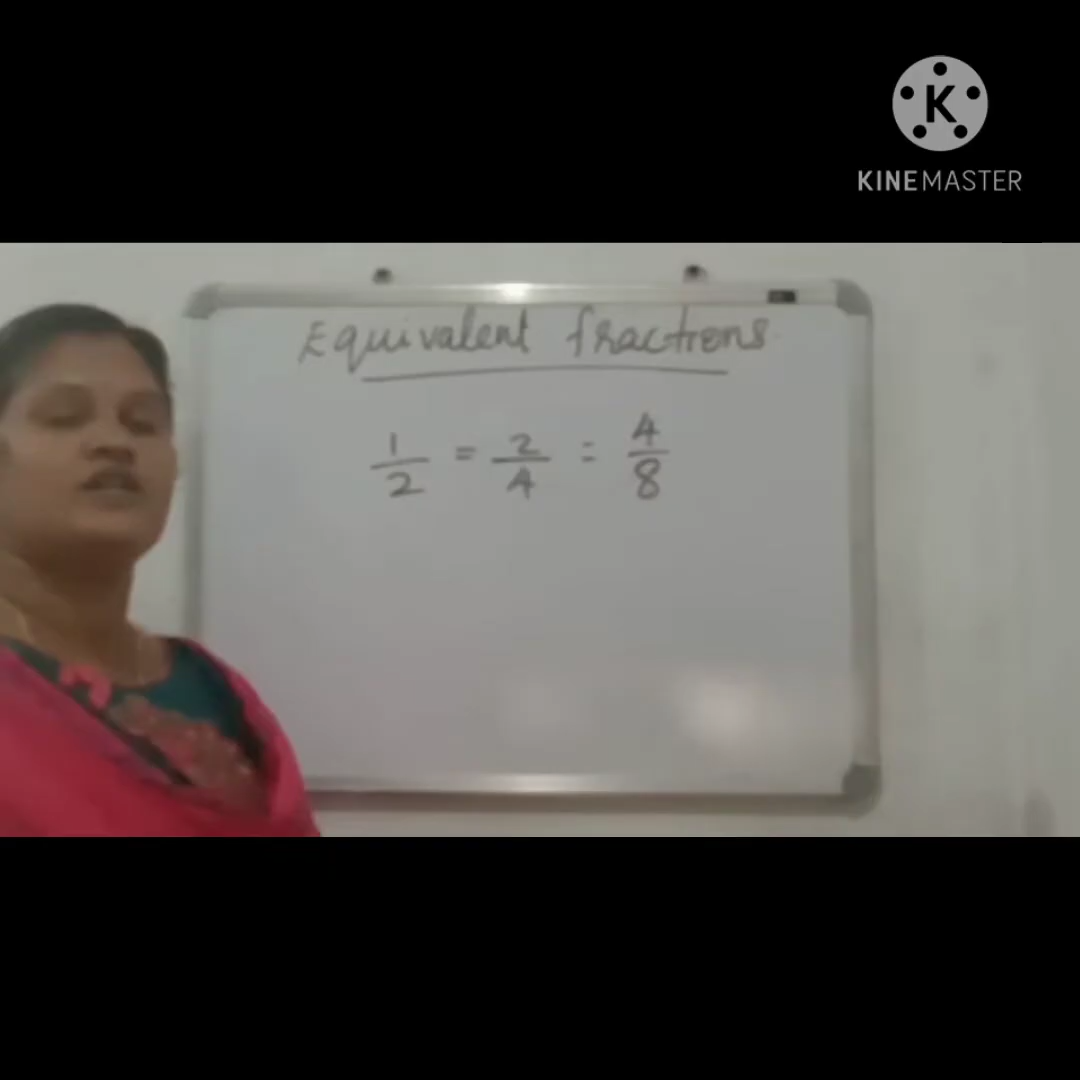 KINEMASTER
Equivalent fractions
1/2 = 2/4 = 4/8